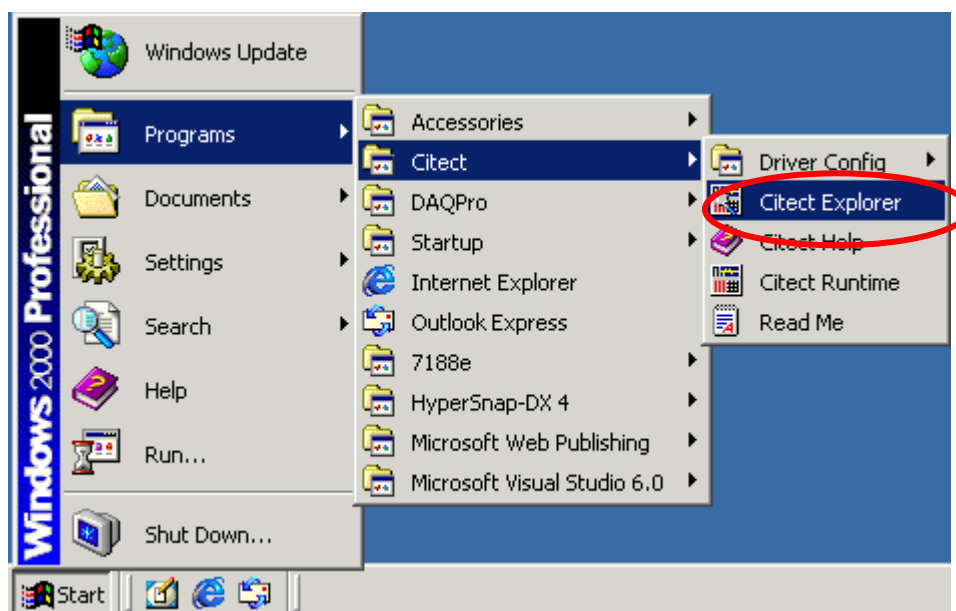 Windows 2000 Professional
Windows Update
Programs
Documents
Settings
Search
Help
Run...
Shut Down...
Accessories
Citect
DAQPro
Startup
Internet Explorer
Outlook Express
7188e
HyperSnap-DX 4
Microsoft Web Publishing
Microsoft Visual Studio 6.0
Driver Config
Citect Explorer
Citect Help
Citect Runtime
Read Me
Start